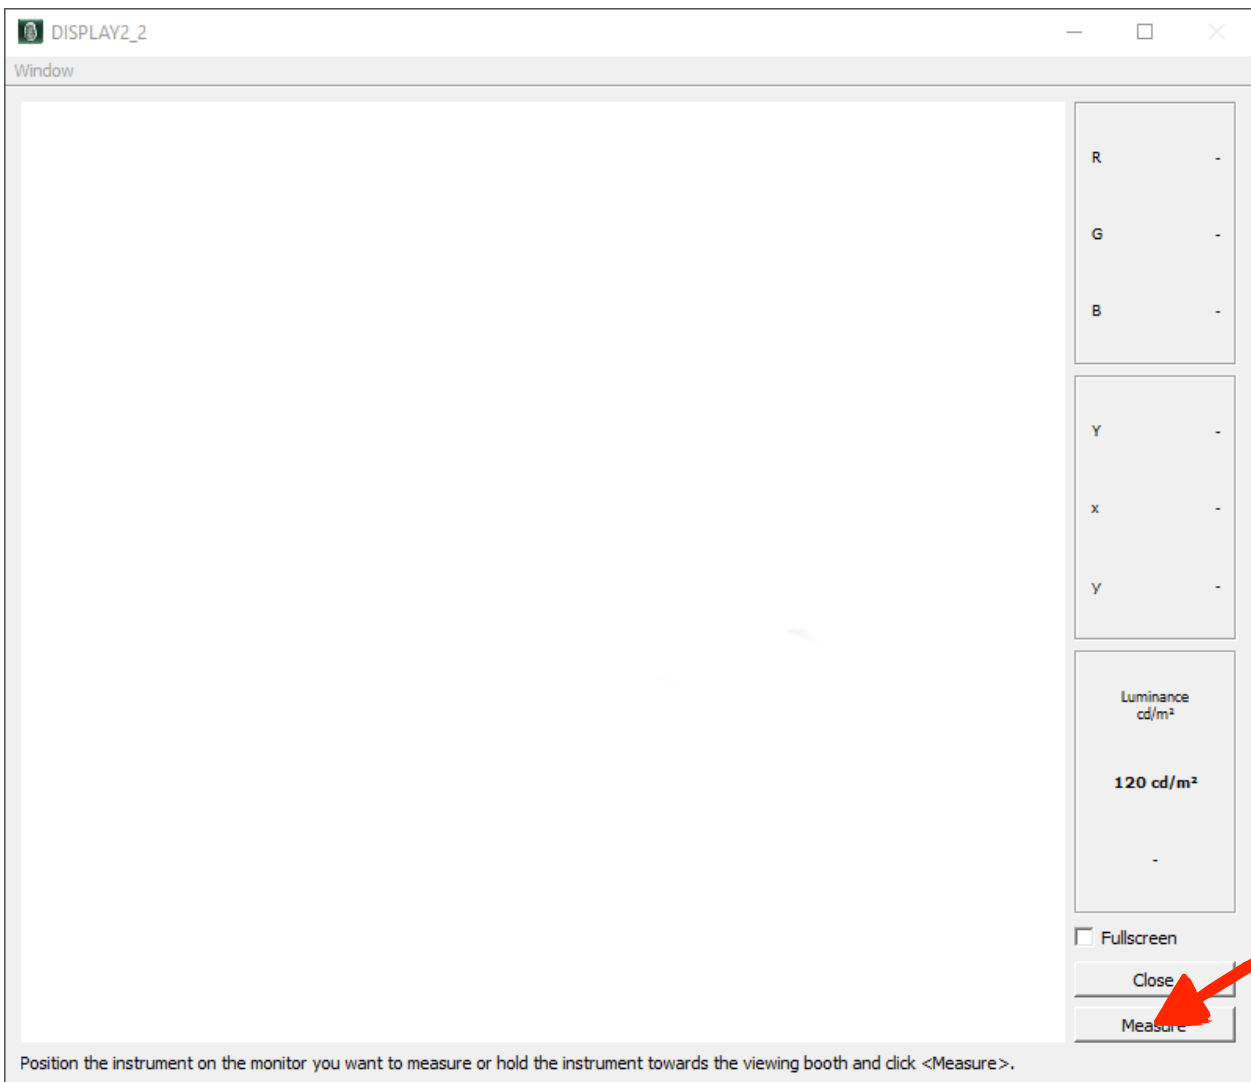 DISPLAY2_2
Window
R -
G -
B -
Y -
x -
y -
Luminance
cd/m²
120 cd/m²
-
Fullscreen
Close
Measure
Position the instrument on the monitor you want to measure or hold the instrument towards the viewing booth and click <Measure>.